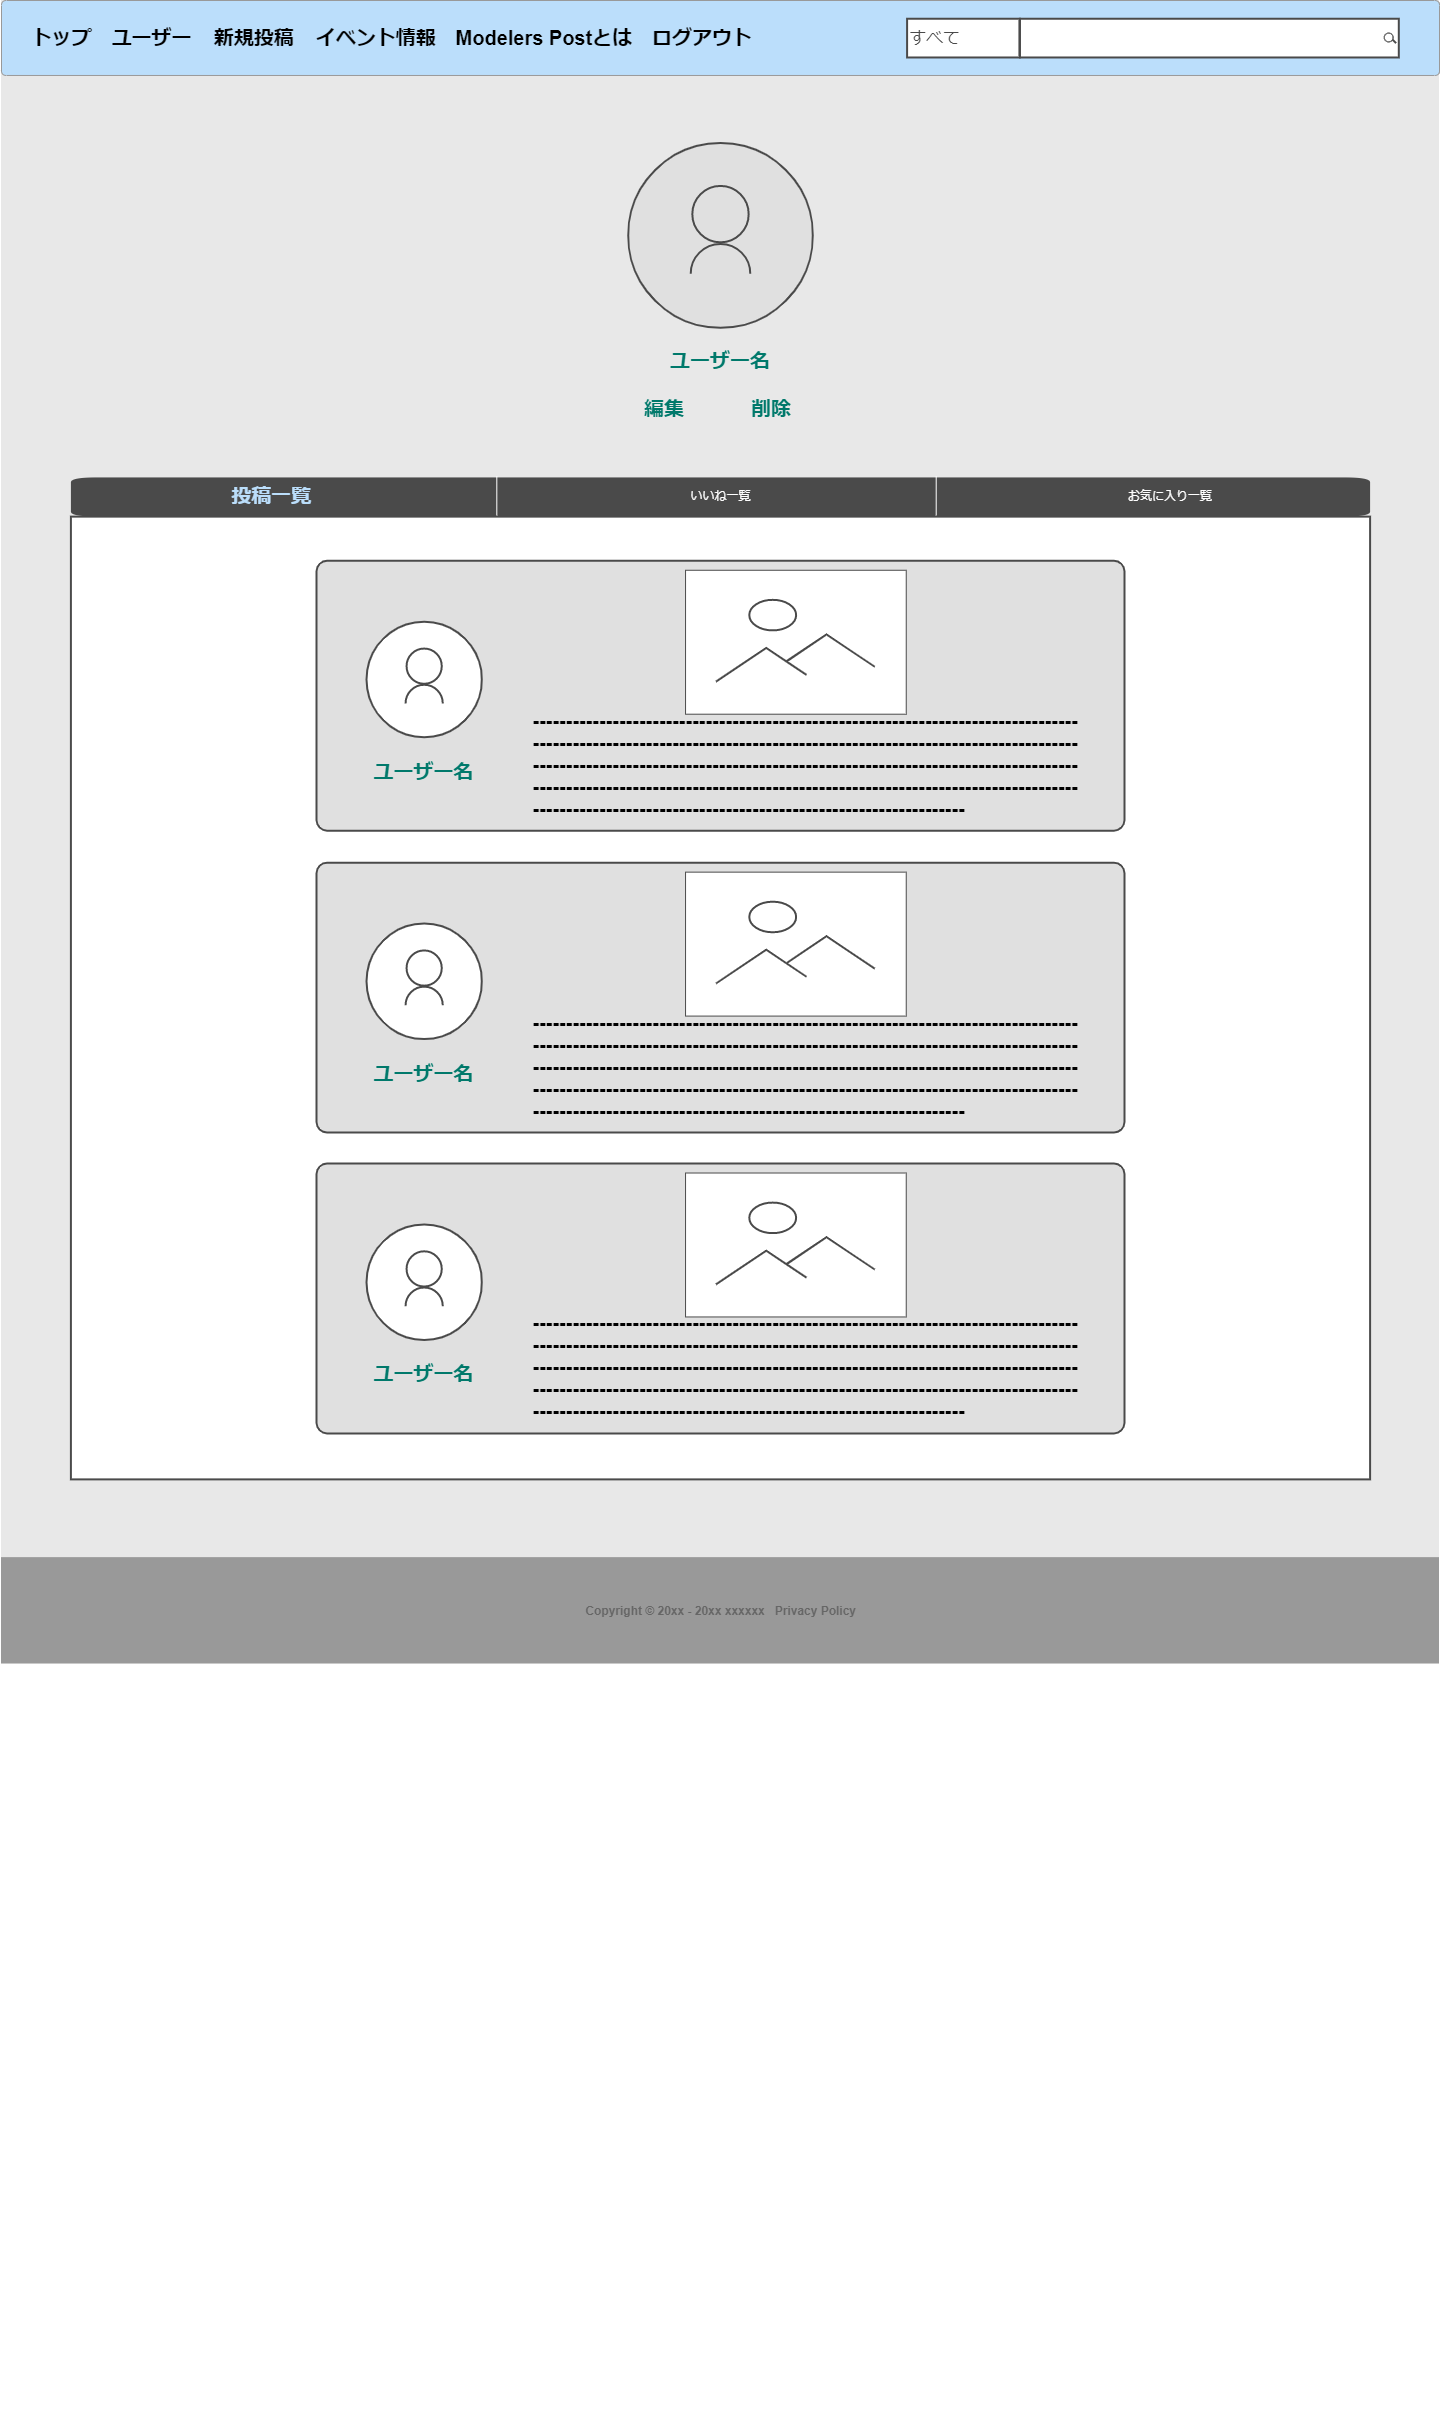 トップ ユーザー 新規投稿 イベント情報 Modelers Postとは ログアウト すべて
ユーザー名
編集 削除
投稿一覧 いいね一覧 お気に入り一覧
ユーザー名
ユーザー名
ユーザー名
Copyright © 20xx - 20xx xxxxxx Privacy Policy